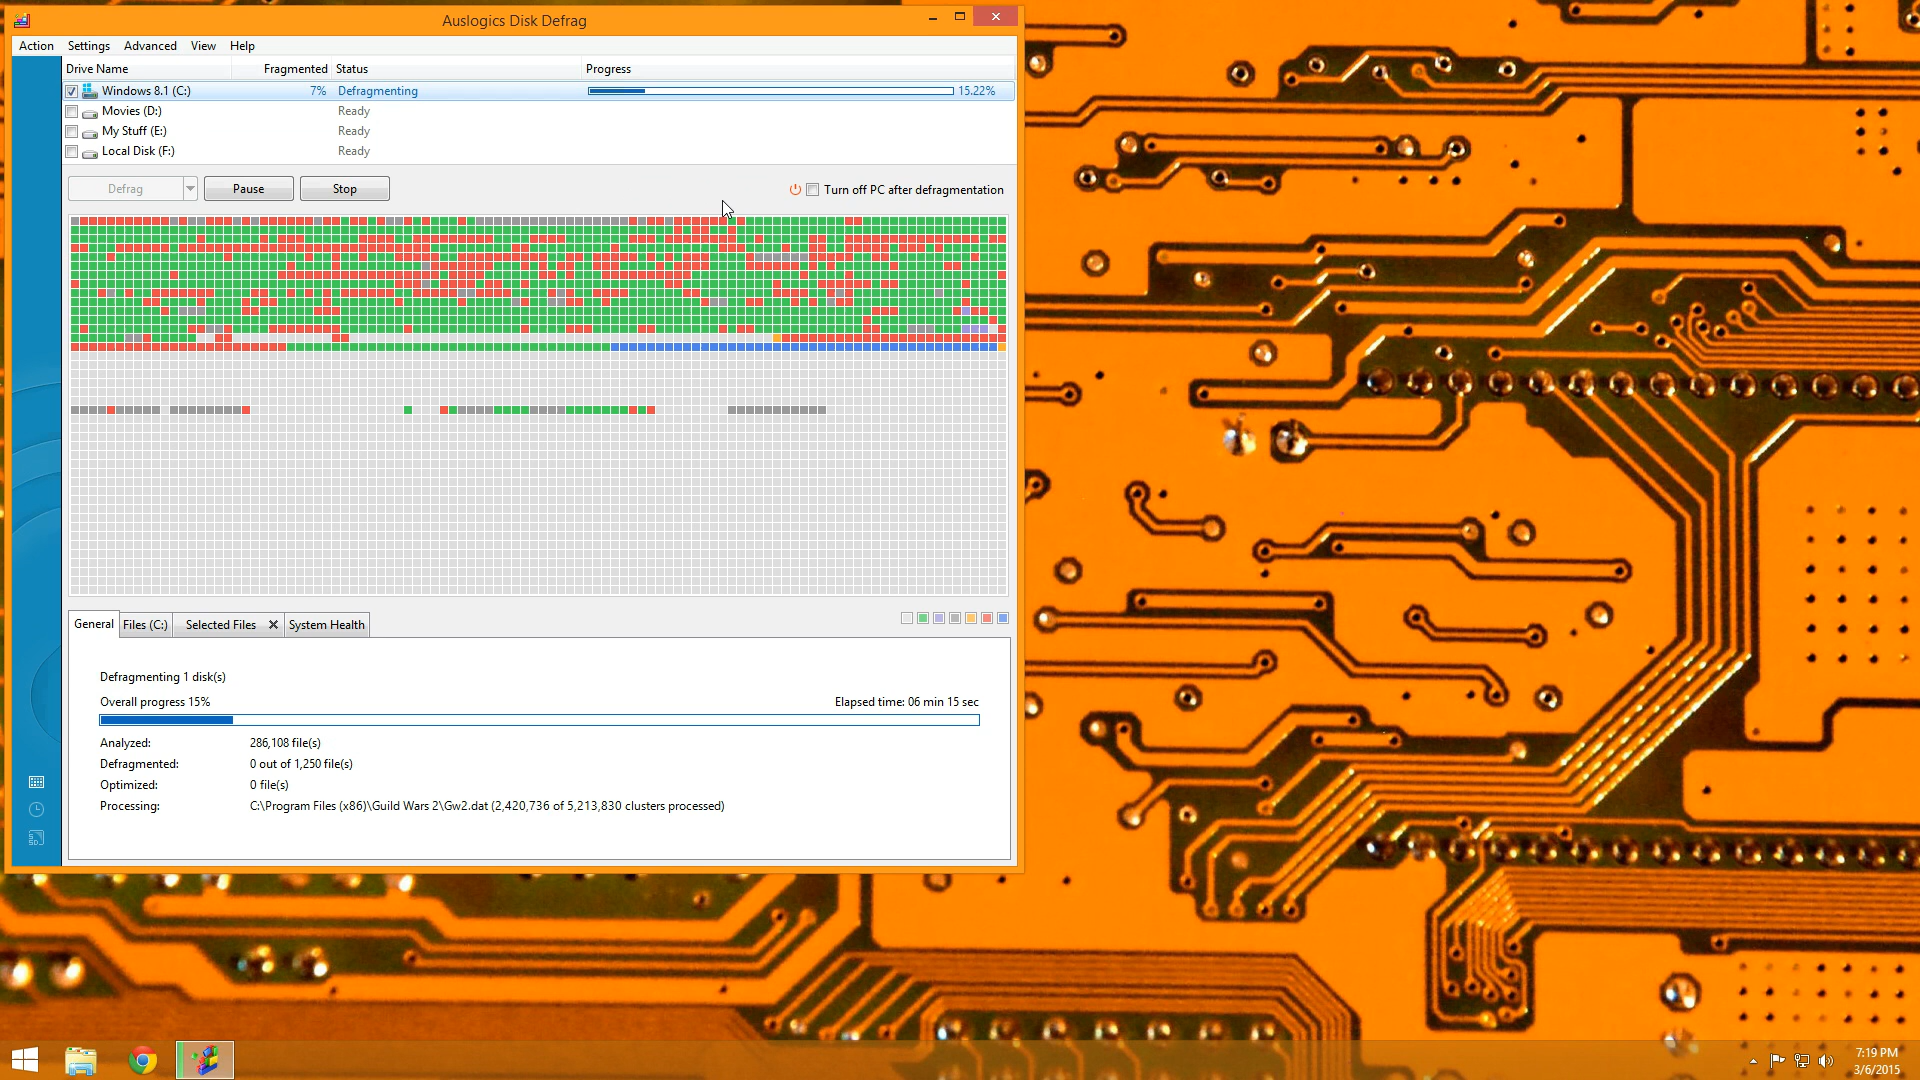 Auslogics Disk Defrag
Action Settings Advanced View Help
Drive Name Fragmented Status Progress
Windows 8.1 (C:) 7% Defragmenting 15.22%
Movies (D:) Ready
My Stuff (E:) Ready
Local Disk (F:) Ready
Defrag Pause Stop Turn off PC after defragmentation
General Files (C:) Selected Files System Health
Defragmenting 1 disk(s)
Overall progress 15% Elapsed time: 06 min 15 sec
Analyzed: 286,108 file(s)
Defragmented: 0 out of 1,250 file(s)
Optimized: 0 file(s)
Processing: C:\Program Files (x86)\Guild Wars 2\Gw2.dat (2,420,736 of 5,213,830 clusters processed)
7:19 PM
3/6/2015